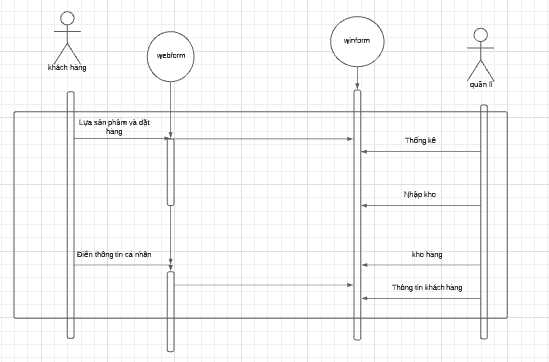 khách hàng
webform
winform
quản lí
Lựa sản phẩm và đặt
hàng
Thống kê
Nhập kho
Điền thông tin cá nhân
kho hàng
Thông tin khách hàng